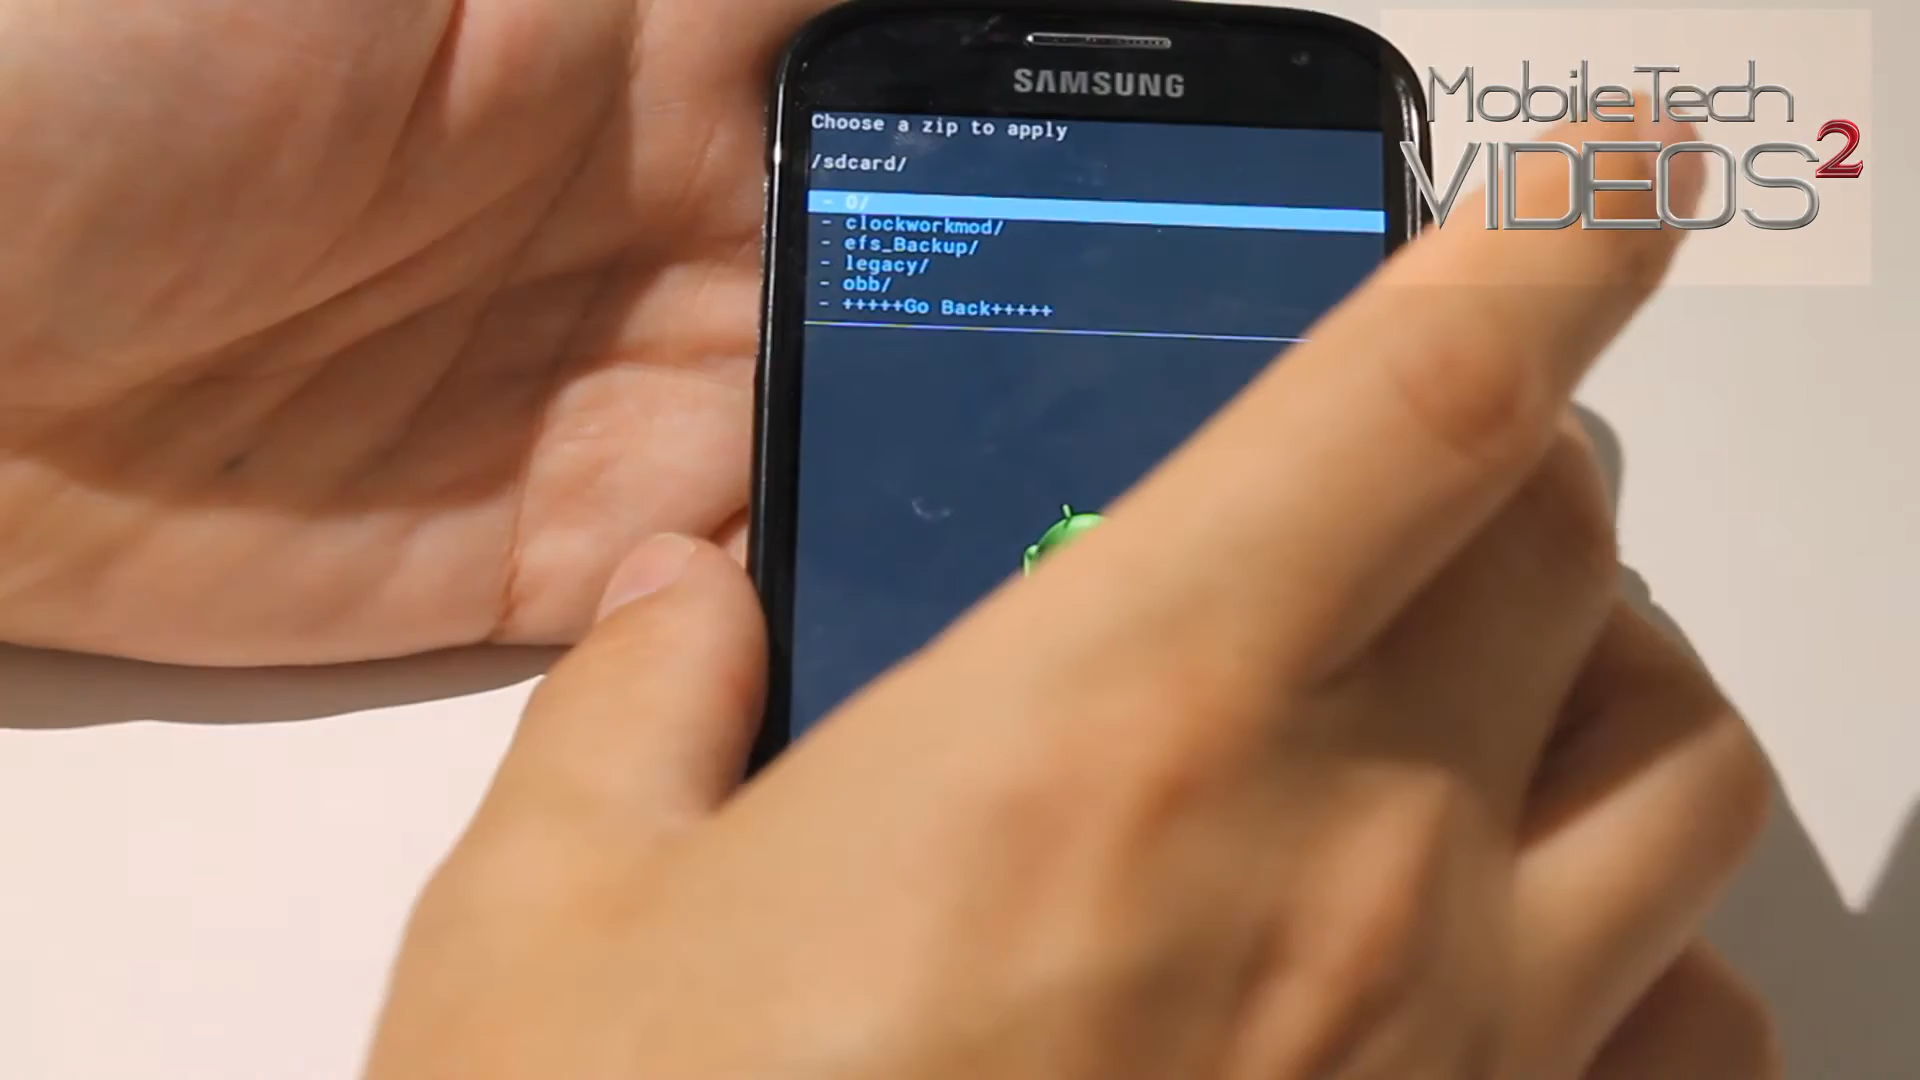 SAMSUNG
Choose a zip to apply
/sdcard/
- 0/
- clockworkmod/
- efs_Backup/
- legacy/
- obb/
- +++++Go Back+++++
MobileTech
VIDEOS2